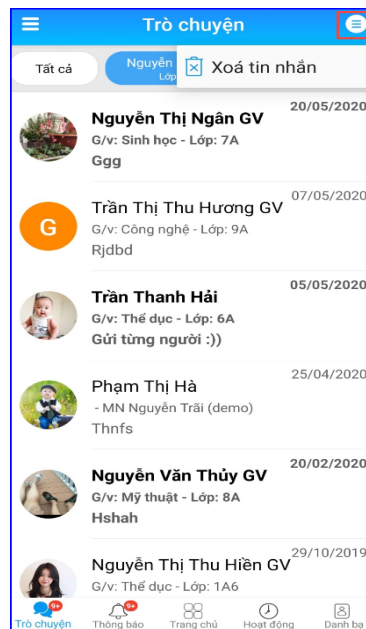 Trò chuyện
Tất cả
Nguyễn
Lớp
Xoá tin nhắn
20/05/2020
Nguyễn Thị Ngân GV
G/v: Sinh học - Lớp: 7A
Ggg
07/05/2020
G
Trần Thị Thu Hương GV
G/v: Công nghệ - Lớp: 9A
Rjdbd
05/05/2020
Trần Thanh Hải
G/v: Thể dục - Lớp: 6A
Gửi từng người :))
25/04/2020
Phạm Thị Hà
- MN Nguyễn Trãi (demo)
Thnfs
20/02/2020
Nguyễn Văn Thủy GV
G/v: Mỹ thuật - Lớp: 8A
Hshah
29/10/2019
Nguyễn Thị Thu Hiền GV
G/v: Thể dục - Lớp: 1A6
9+ 9+
Trò chuyện Thông báo Trang chủ Hoạt động Danh bạ